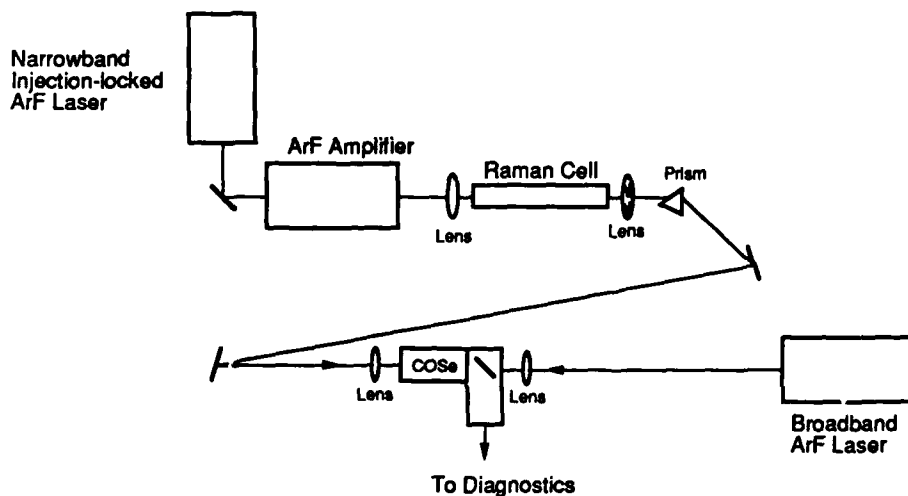 Narrowband
Injection-locked
ArF Laser
ArF Amplifier
Raman Cell
Prism
Lens
Lens
COSe
Lens
Lens
Broadband
ArF Laser
To Diagnostics